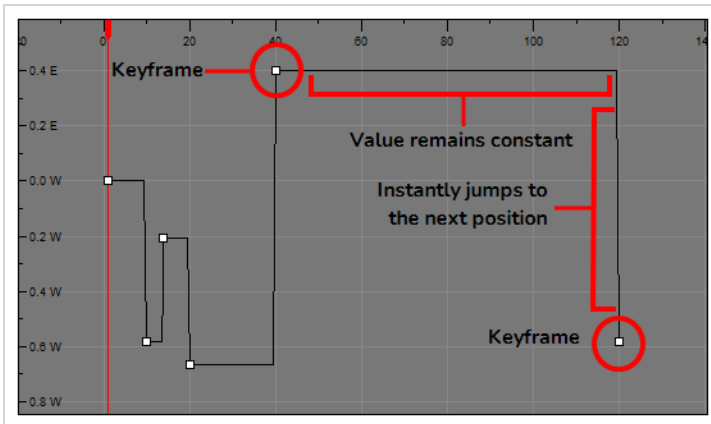 0 0 20 40 60 80 100 120 14
0.4 E
Keyframe
0.2 E
Value remains constant
0.0 W
Instantly jumps to
the next position
0.2 W
0.4 W
Keyframe
0.6 W
0.8 W